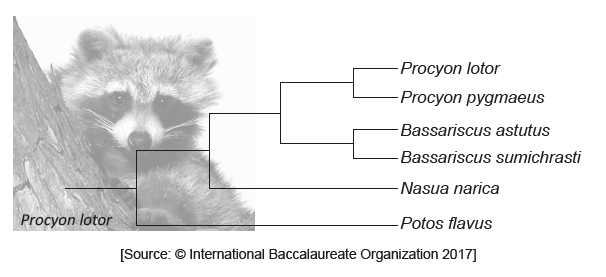 Procyon lotor
Procyon pygmaeus
Bassariscus astutus
Bassariscus sumichrasti
Nasua narica
Potos flavus
Procyon lotor
[Source: © International Baccalaureate Organization 2017]